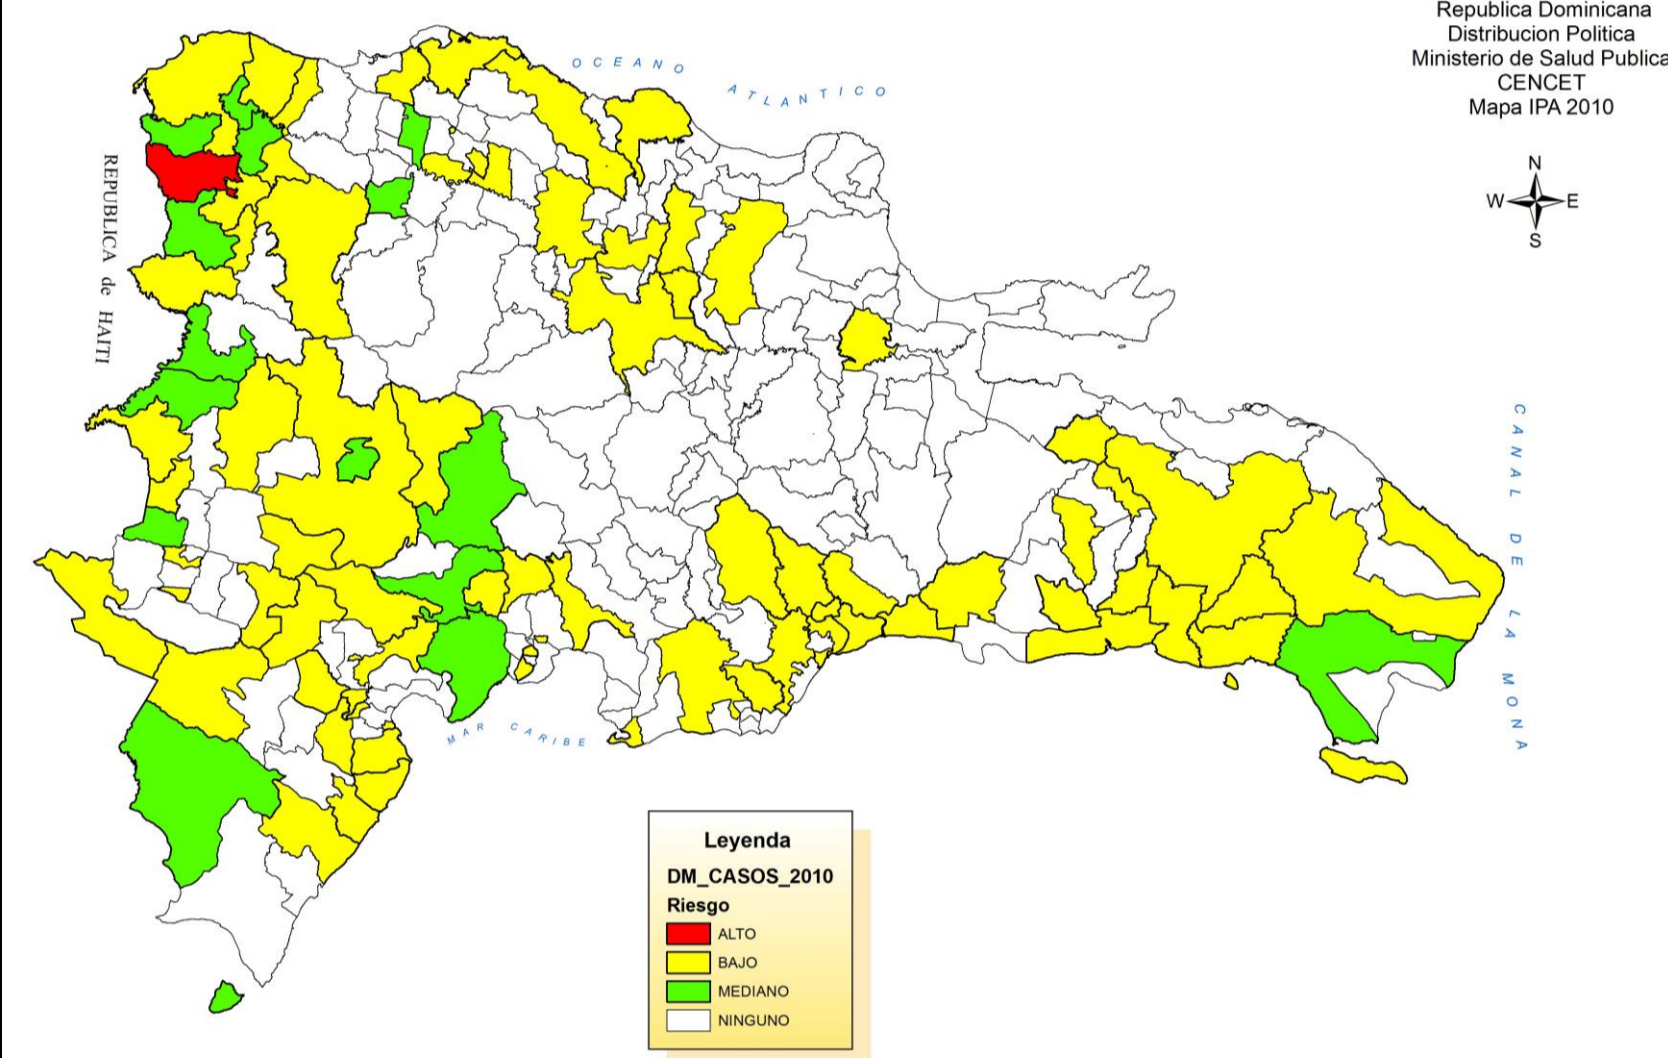 Republica Dominicana
Distribucion Politica
Ministerio de Salud Publica
CENCET
Mapa IPA 2010
OCEANO
ATLANTICO
N
W E
S
REPUBLICA de HAITI
CANAL DE LA MONA
MAR CARIBE
Leyenda
DM_CASOS_2010
Riesgo
ALTO
BAJO
MEDIANO
NINGUNO